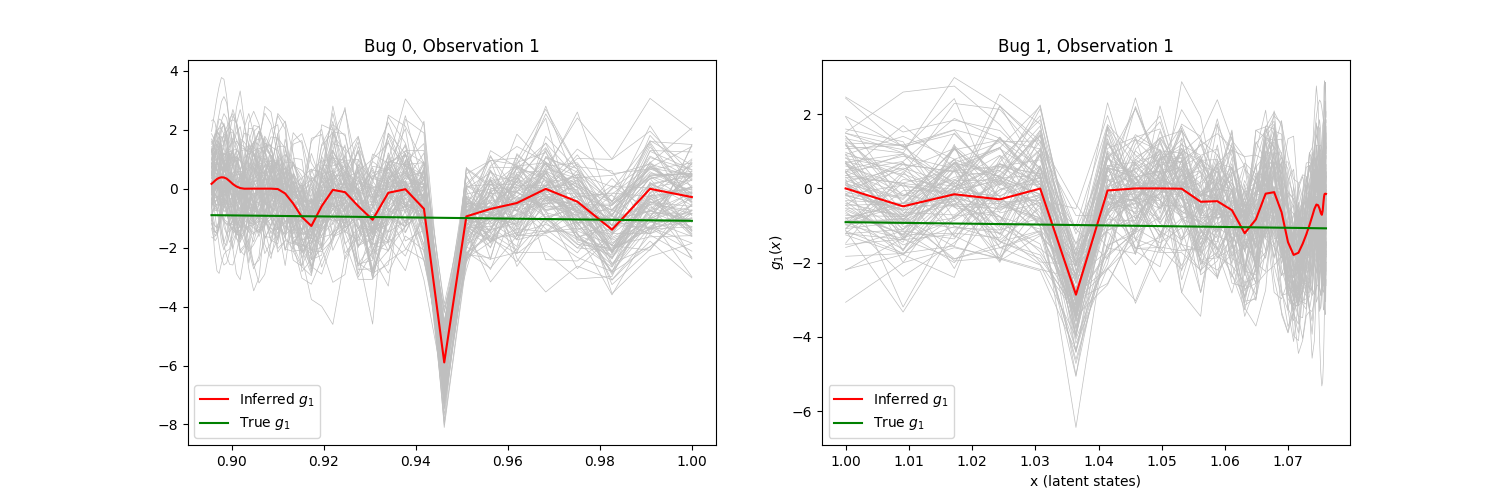 Bug 0, Observation 1
4
2
0
−2
−4
−6
−8
Inferred g₁
True g₁
0.90 0.92 0.94 0.96 0.98 1.00
Bug 1, Observation 1
g₁(x)
2
0
−2
−4
−6
Inferred g₁
True g₁
1.00 1.01 1.02 1.03 1.04 1.05 1.06 1.07
x (latent states)